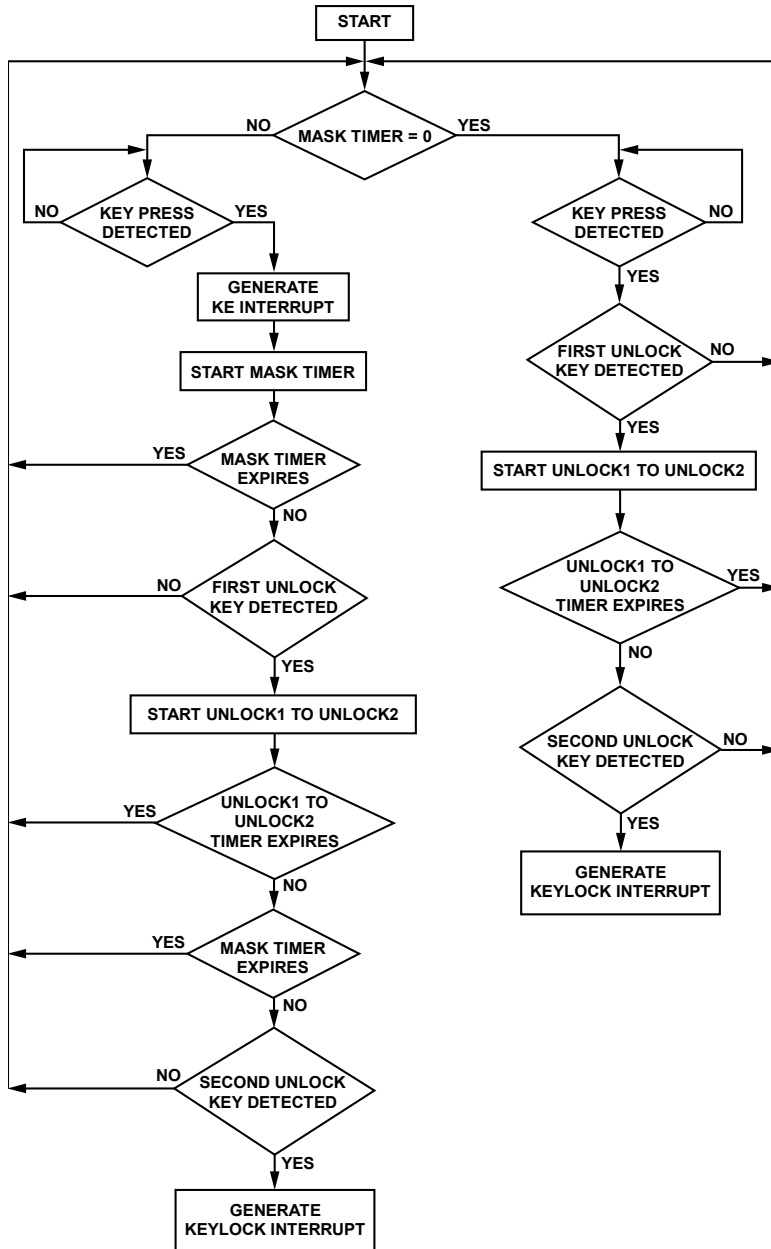 START
MASK TIMER = 0
NO
YES
KEY PRESS
DETECTED
NO
YES
GENERATE
KE INTERRUPT
START MASK TIMER
MASK TIMER
EXPIRES
YES
NO
FIRST UNLOCK
KEY DETECTED
NO
YES
START UNLOCK1 TO UNLOCK2
UNLOCK1 TO
UNLOCK2
TIMER EXPIRES
YES
NO
MASK TIMER
EXPIRES
YES
NO
SECOND UNLOCK
KEY DETECTED
NO
YES
GENERATE
KEYLOCK INTERRUPT
KEY PRESS
DETECTED
NO
YES
FIRST UNLOCK
KEY DETECTED
NO
YES
START UNLOCK1 TO UNLOCK2
UNLOCK1 TO
UNLOCK2
TIMER EXPIRES
YES
NO
SECOND UNLOCK
KEY DETECTED
NO
YES
GENERATE
KEYLOCK INTERRUPT